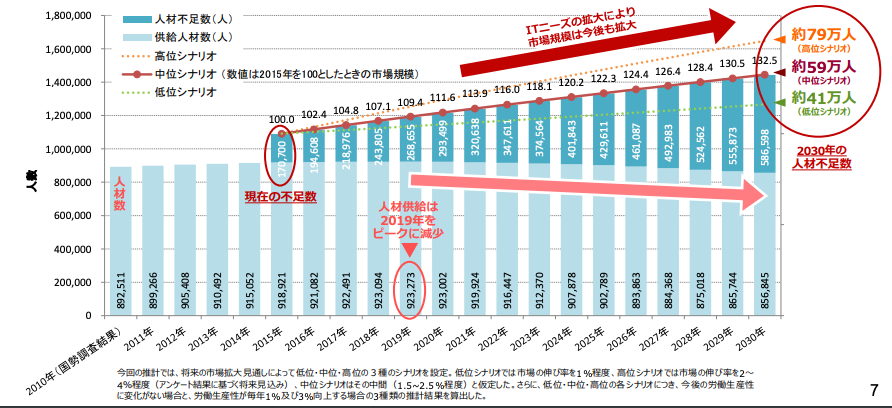 1,800,000
1,600,000
1,400,000
1,200,000
1,000,000
800,000
600,000
400,000
200,000
0
人数
人材不足数（人）
供給人材数（人）
高位シナリオ
中位シナリオ（数値は2015年を100としたときの市場規模）
低位シナリオ
ITニーズの拡大により
市場規模は今後も拡大
約79万人
（高位シナリオ）
約59万人
（中位シナリオ）
約41万人
（低位シナリオ）
2030年の
人材不足数
100.0 102.4 104.8 107.1 109.4 111.6 113.9 116.0 118.1 120.2 122.3 124.4 126.4 128.4 130.5 132.5
170,700 194,608 218,976 243,805 268,655 293,499 320,638 347,611 374,564 401,843 429,611 461,087 492,983 524,562 555,873 586,598
人材数
現在の不足数
人材供給は
2019年を
ピークに減少
892,511 899,266 905,408 910,492 915,052 918,921 921,082 922,491 923,094 923,273 923,002 919,924 916,447 912,370 907,878 902,789 893,863 884,368 875,018 865,744 856,845
2010年（国勢調査結果） 2011年 2012年 2013年 2014年 2015年 2016年 2017年 2018年 2019年 2020年 2021年 2022年 2023年 2024年 2025年 2026年 2027年 2028年 2029年 2030年
今回の推計では、将来の市場拡大見通しによって低位・中位・高位の３種のシナリオを設定。低位シナリオでは市場の伸び率を1％程度、高位シナリオでは市場の伸び率を2～
4％程度（アンケート結果に基づく将来見込み）、中位シナリオはその中間（1.5～2.5％程度）と仮定した。さらに、低位・中位・高位の各シナリオにつき、今後の労働生産性
に変化がない場合と、労働生産性が毎年1％及び3％向上する場合の3種類の推計結果を算出した。
7